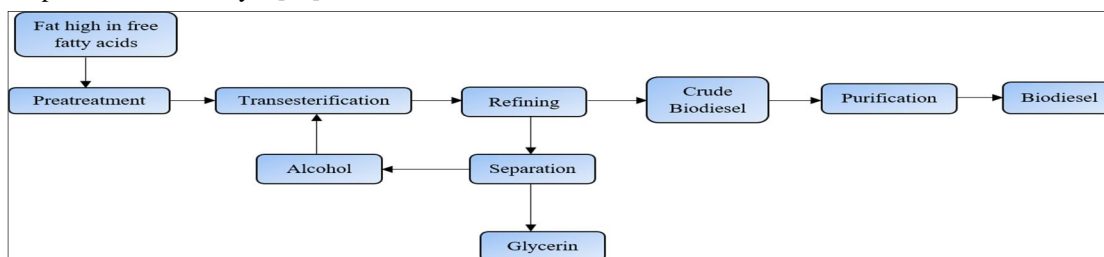 Fat high in free
fatty acids
Preatreatment
Transesterification
Refining
Crude
Biodiesel
Purification
Biodiesel
Alcohol
Separation
Glycerin